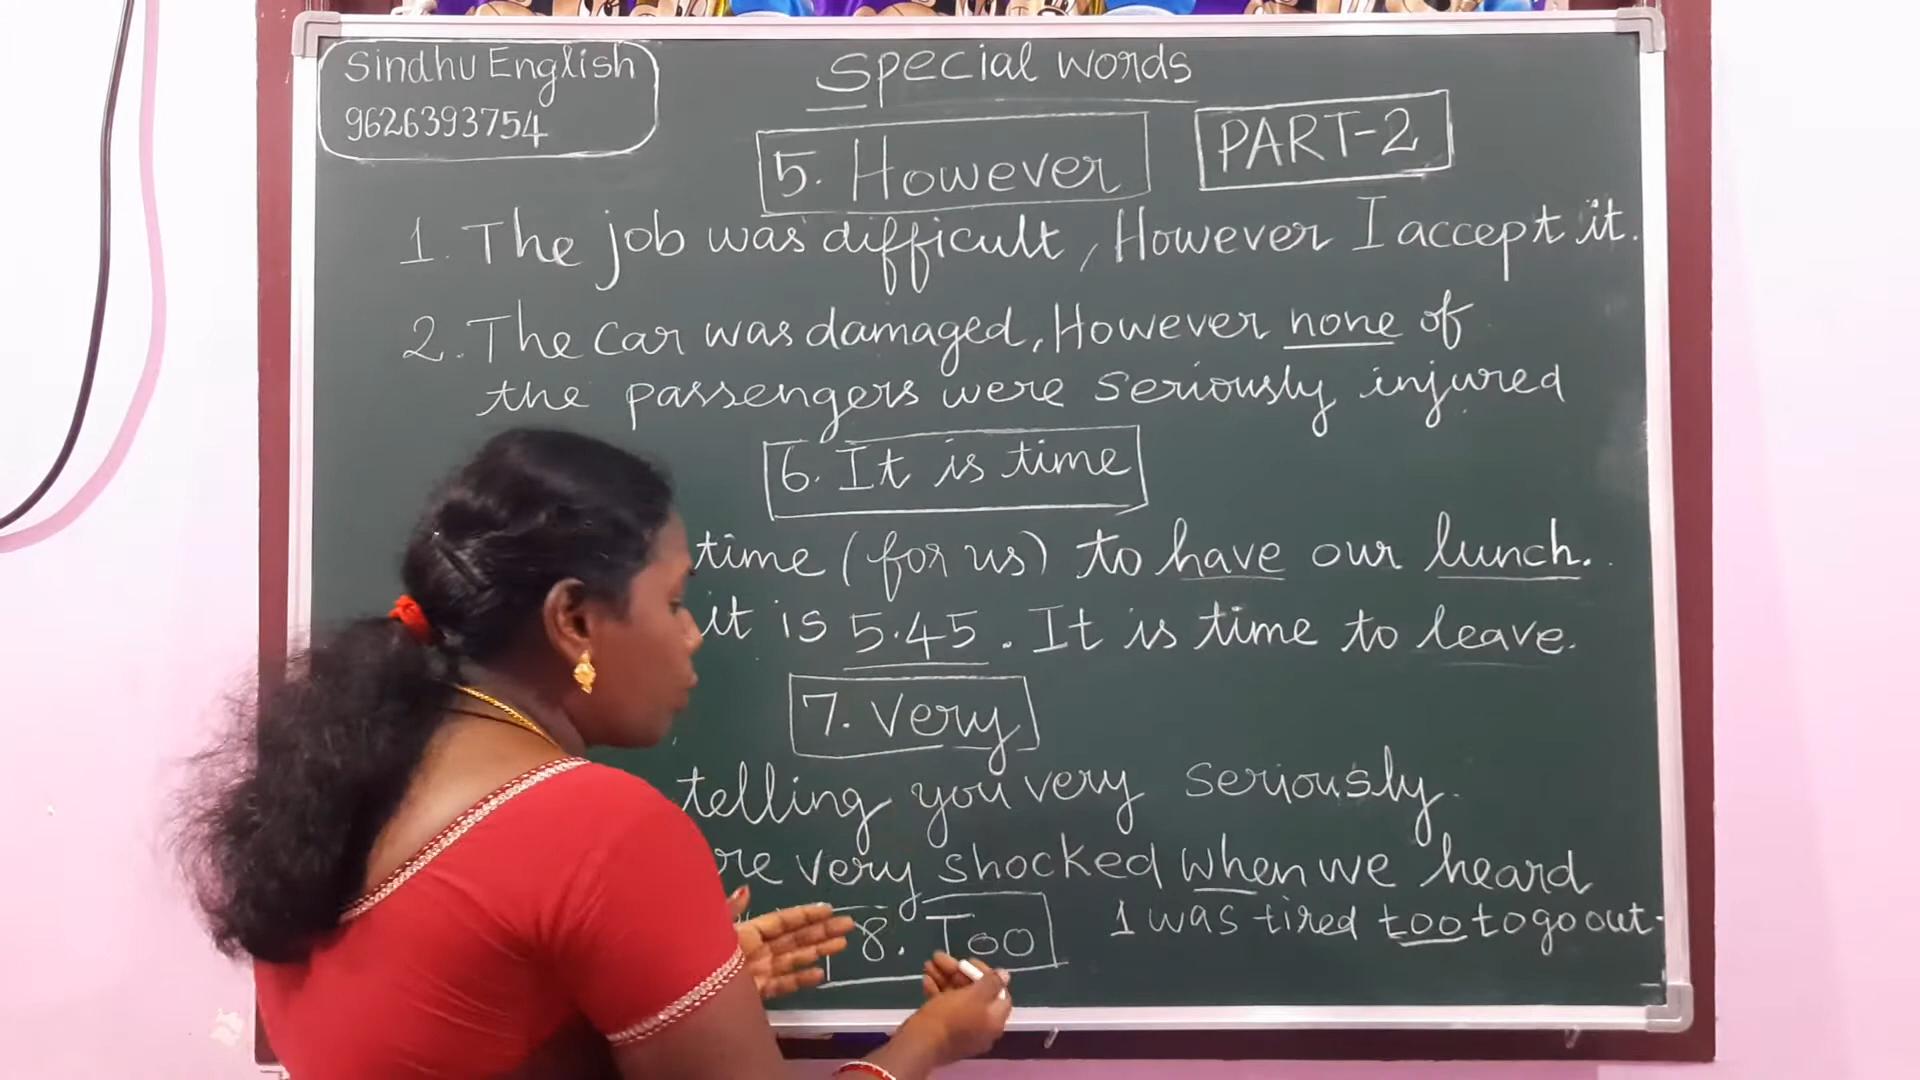 Sindhu English
9626393754
Special words
5. However
PART-2
1. The job was difficult, However I accept it.
2. The car was damaged, However none of
the passengers were seriously injured
6. It is time
time (for us) to have our lunch.
it is 5.45. It is time to leave.
7. Very
telling you very seriously.
very shocked when we heard
8. Too
I was tired too to go out.